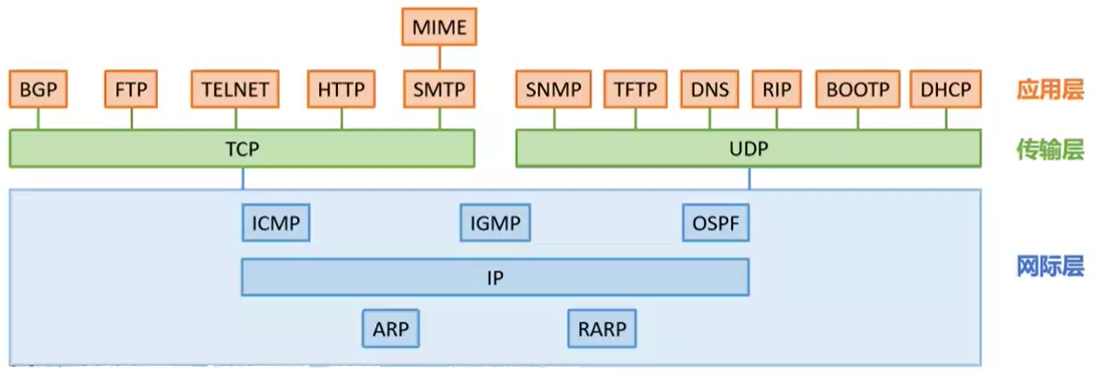 MIME
BGP FTP TELNET HTTP SMTP SNMP TFTP DNS RIP BOOTP DHCP 应用层
TCP UDP 传输层
ICMP IGMP OSPF
IP 网际层
ARP RARP